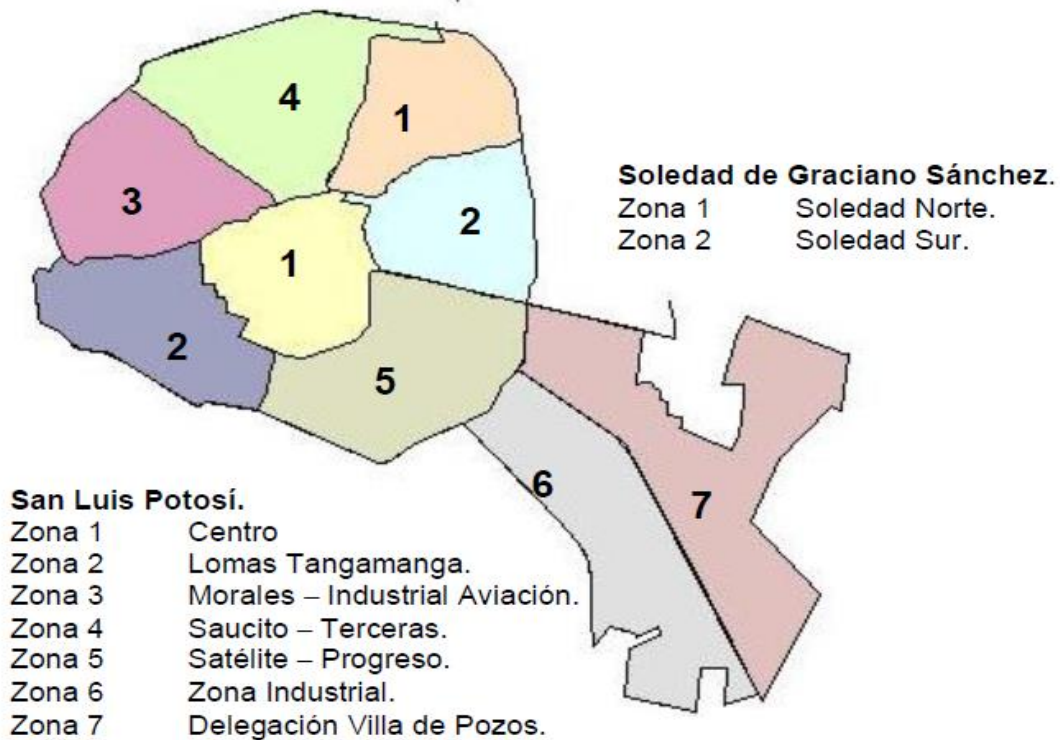 4
1
3
2
1
2
5
6
7
Soledad de Graciano Sánchez.
Zona 1 Soledad Norte.
Zona 2 Soledad Sur.
San Luis Potosí.
Zona 1 Centro
Zona 2 Lomas Tangamanga.
Zona 3 Morales – Industrial Aviación.
Zona 4 Saucito – Terceras.
Zona 5 Satélite – Progreso.
Zona 6 Zona Industrial.
Zona 7 Delegación Villa de Pozos.